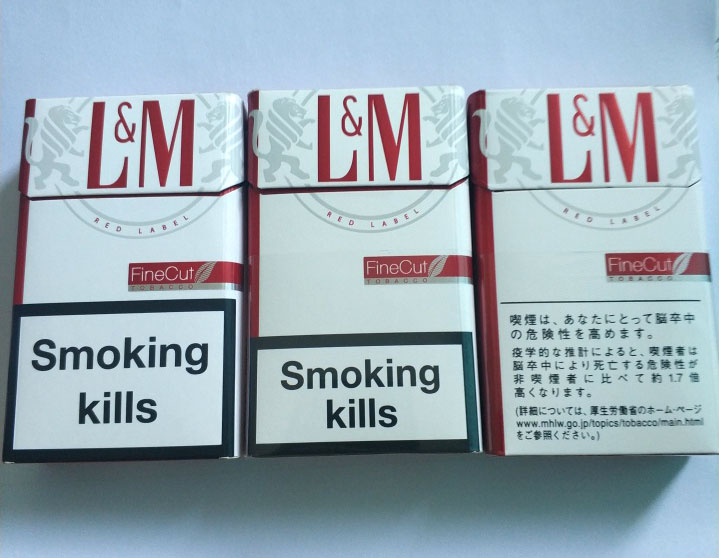 L&M
RED LABEL
FineCut
TOBACCO
Smoking
kills
L&M
RED LABEL
FineCut
TOBACCO
Smoking
kills
L&M
RED LABEL
FineCut
TOBACCO
喫煙は、あなたにとって脳卒中
の危険性を高めます。
疫学的な推計によると、喫煙者は
脳卒中により死亡する危険性が
非喫煙者に比べて約1.7倍
高くなります。
(詳細については、厚生労働省のホーム・ページ
www.mhlw.go.jp/topics/tobacco/main.html
をご参照ください。)